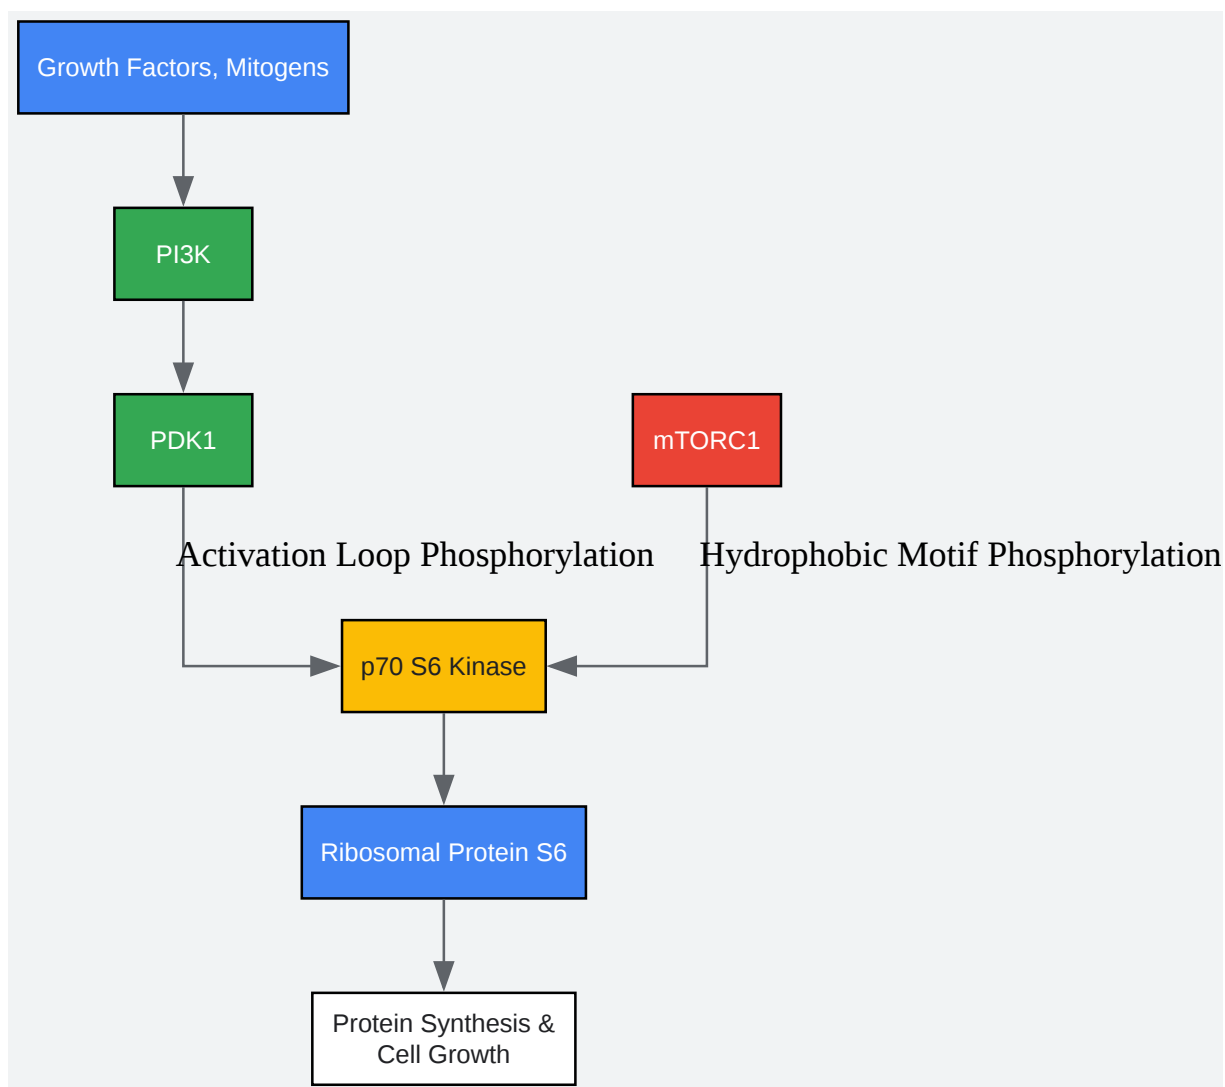 Growth Factors, Mitogens
PI3K
PDK1
mTORC1
Activation Loop Phosphorylation
Hydrophobic Motif Phosphorylation
p70 S6 Kinase
Ribosomal Protein S6
Protein Synthesis &
Cell Growth